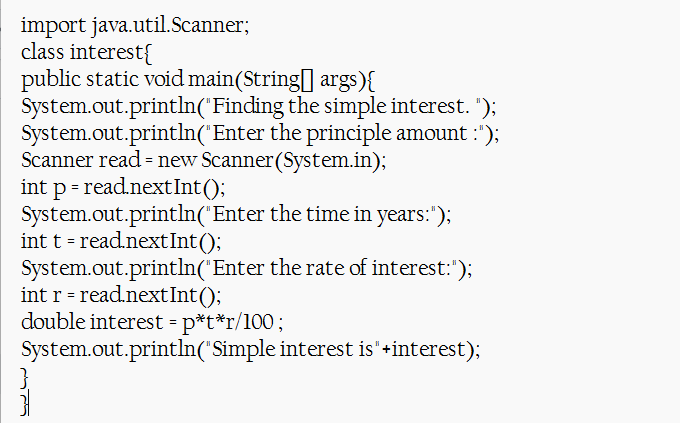 import java.util.Scanner;
class interest{
public static void main(String[] args){
System.out.println("Finding the simple interest. ");
System.out.println("Enter the principle amount :");
Scanner read = new Scanner(System.in);
int p = read.nextInt();
System.out.println("Enter the time in years:");
int t = read.nextInt();
System.out.println("Enter the rate of interest:");
int r = read.nextInt();
double interest = p*t*r/100 ;
System.out.println("Simple interest is"+interest);
}
}